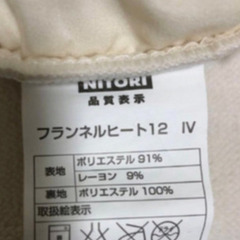 NITORI
品質表示
フランネルヒート12 IV
表地 ポリエステル 91%
レーヨン 9%
裏地 ポリエステル 100%
取扱絵表示